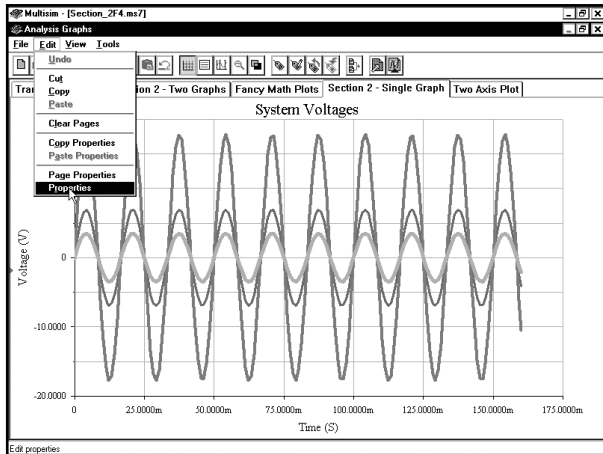 Multisim - [Section_2F4.ms7]
Analysis Graphs
File Edit View Tools
Undo
Cut
Copy
Paste
Clear Pages
Copy Properties
Paste Properties
Page Properties
Properties
Tra
ion 2 - Two Graphs
Fancy Math Plots
Section 2 - Single Graph
Two Axis Plot
System Voltages
Voltage (V)
0
-10.0000
-20.0000
0 25.0000m 50.0000m 75.0000m 100.0000m 125.0000m 150.0000m 175.0000m
Time (S)
Edit properties